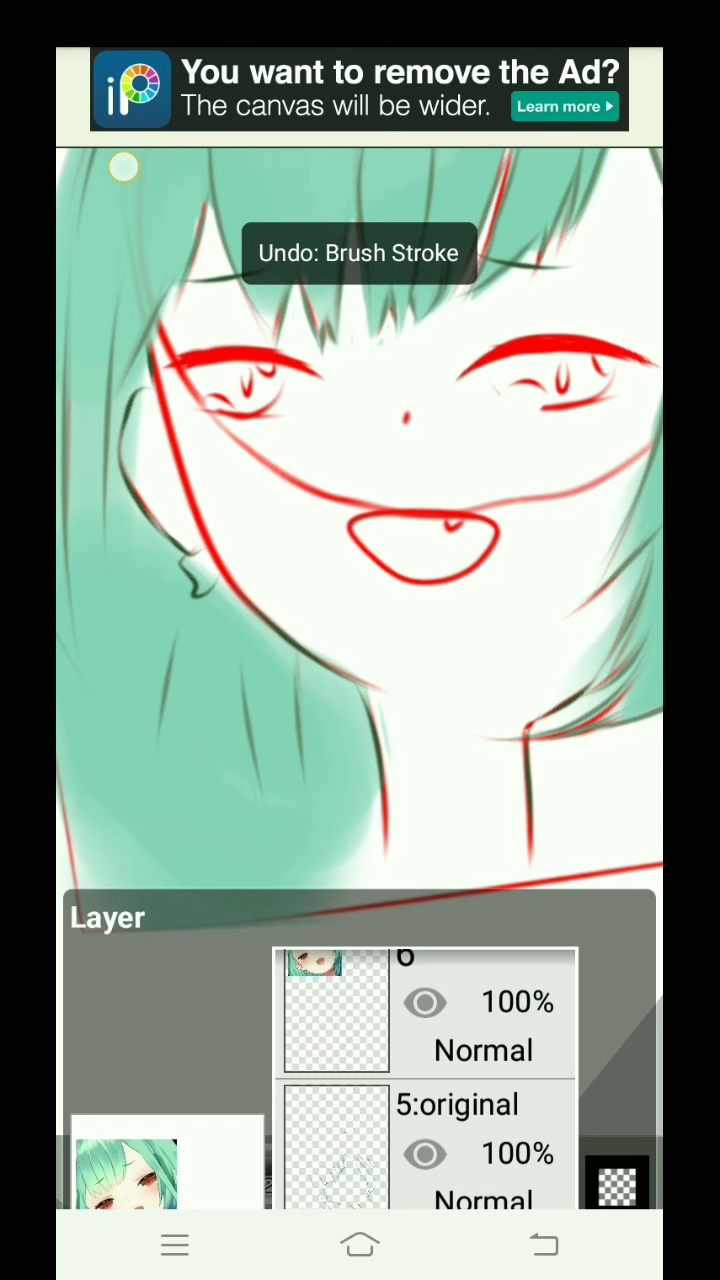 iP
You want to remove the Ad?
The canvas will be wider.
Learn more
Undo: Brush Stroke
Layer
6
100%
Normal
5:original
100%
Normal